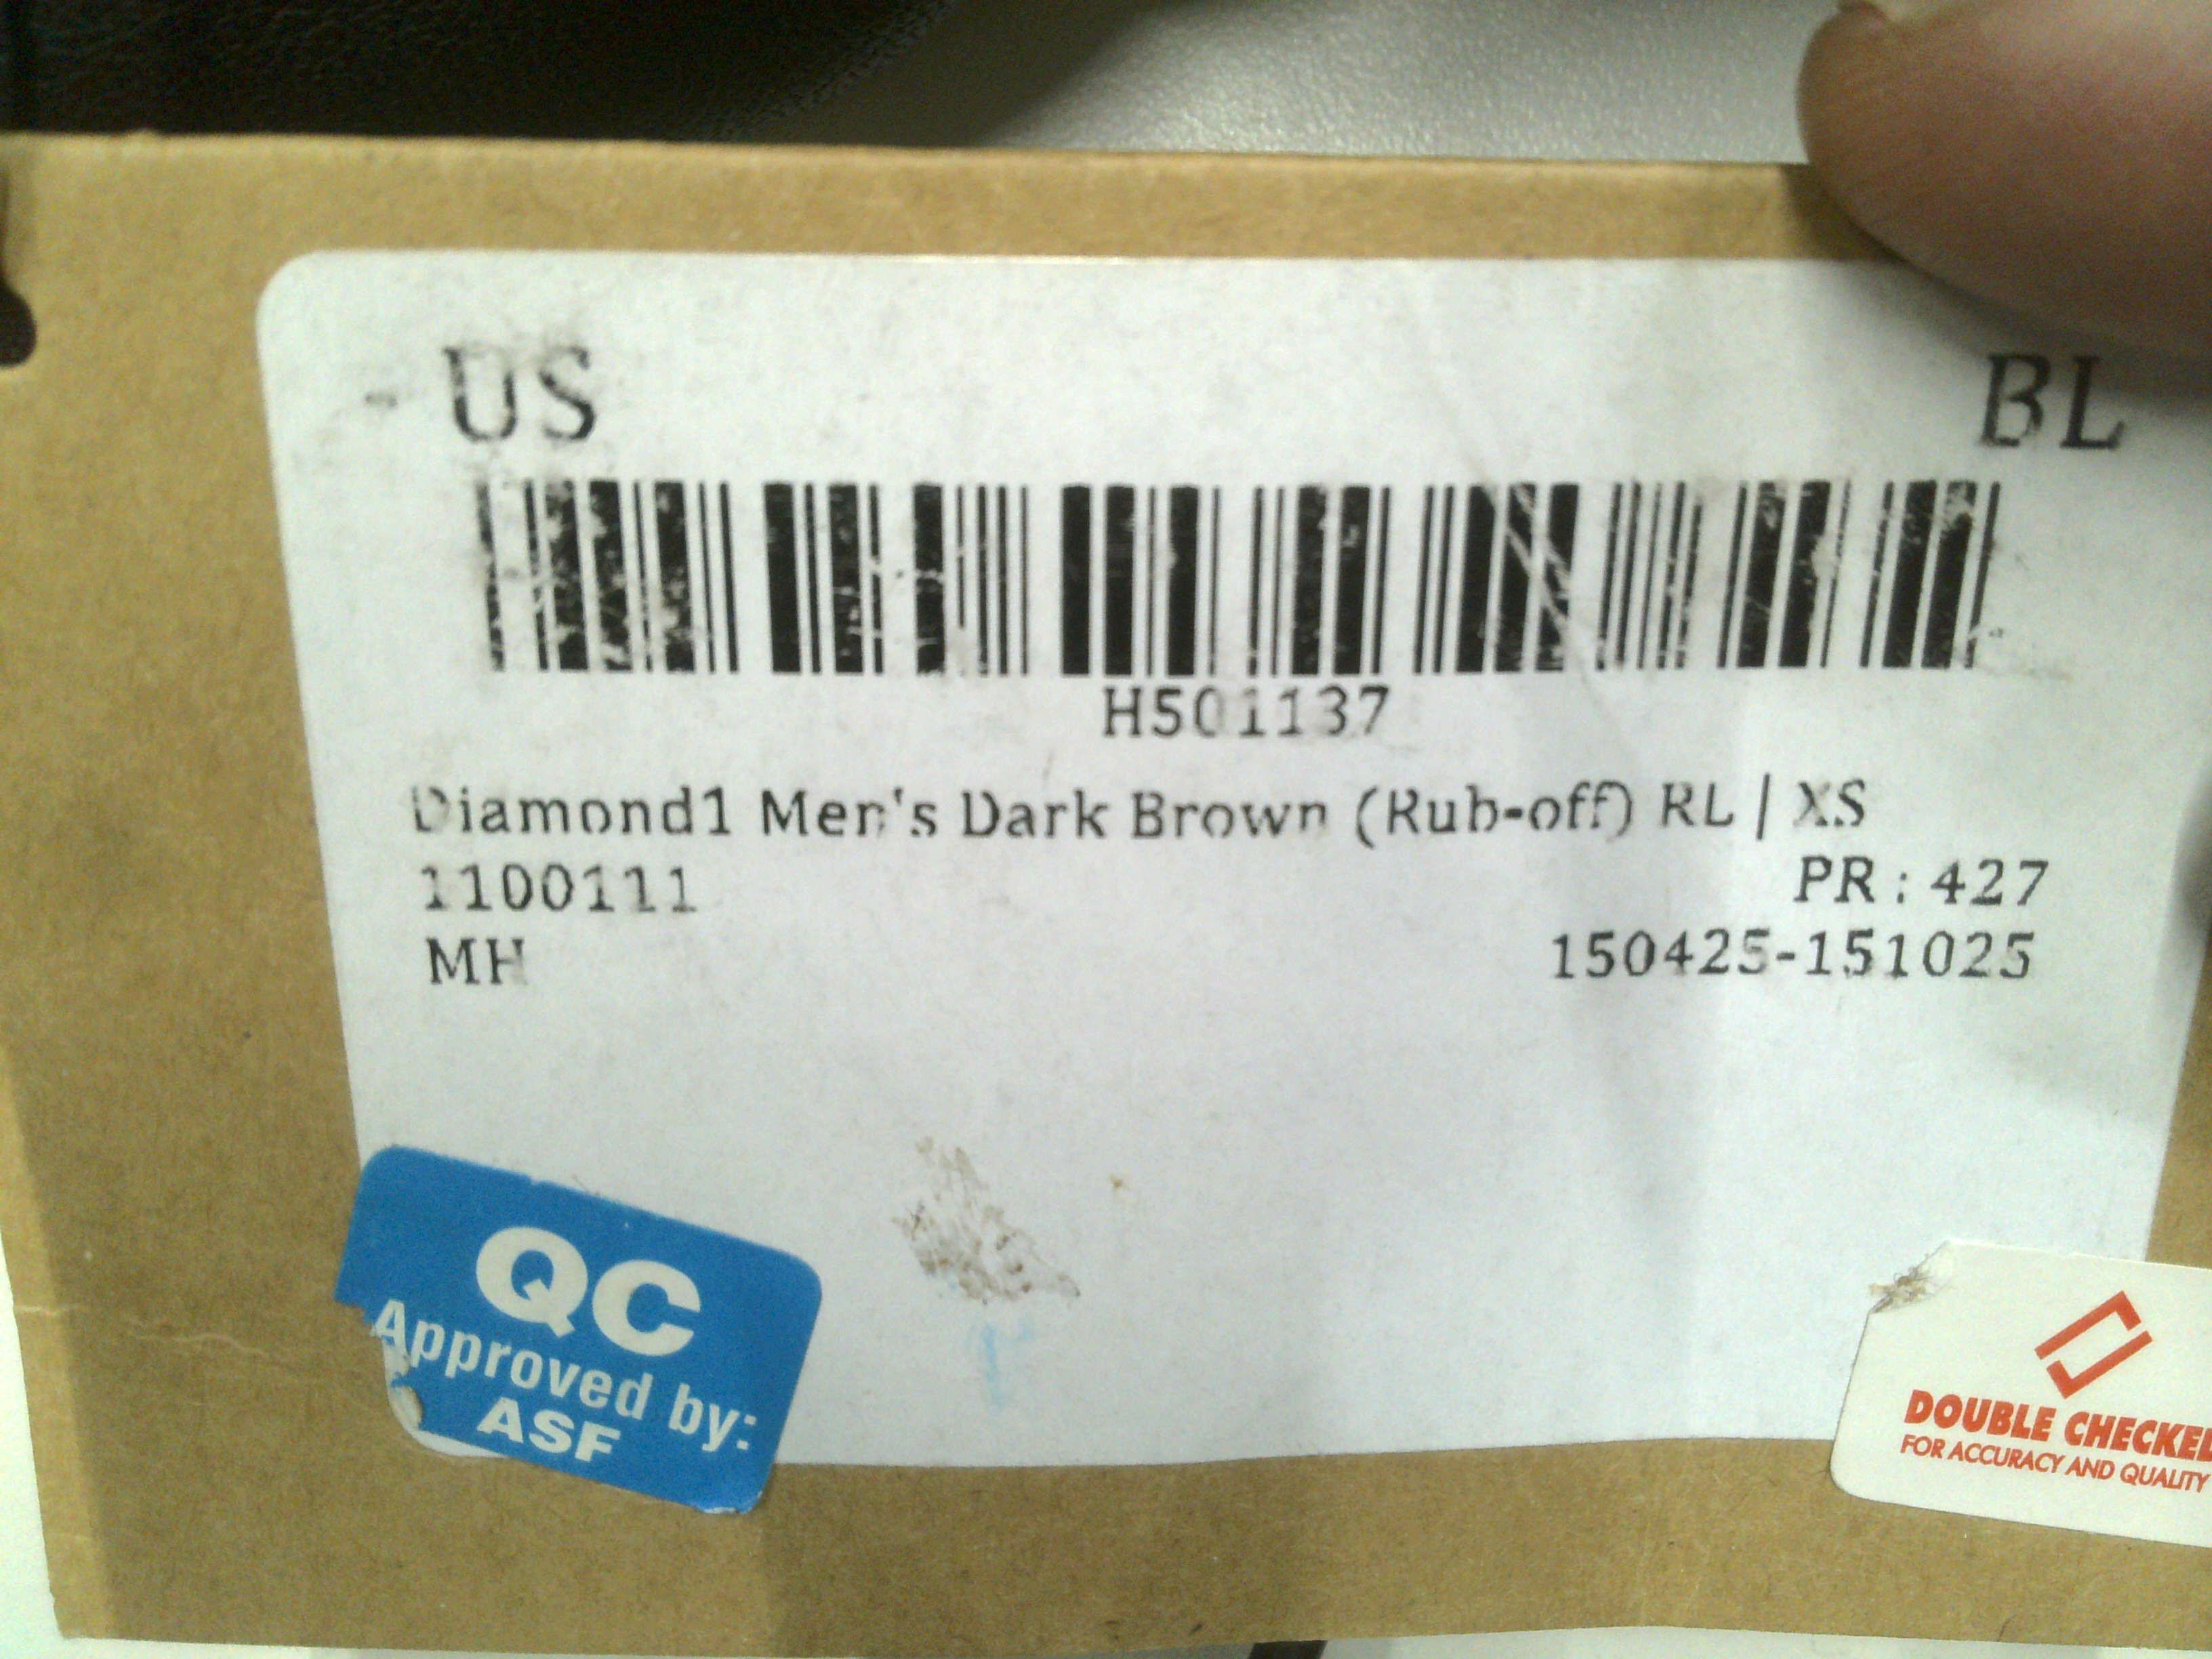 US BL
H501137
Diamond1 Men's Dark Brown (Rub-off) RL | XS
1100111 PR : 427
MH 150425-151025
QC
Approved by:
ASF
DOUBLE CHECKED
FOR ACCURACY AND QUALITY